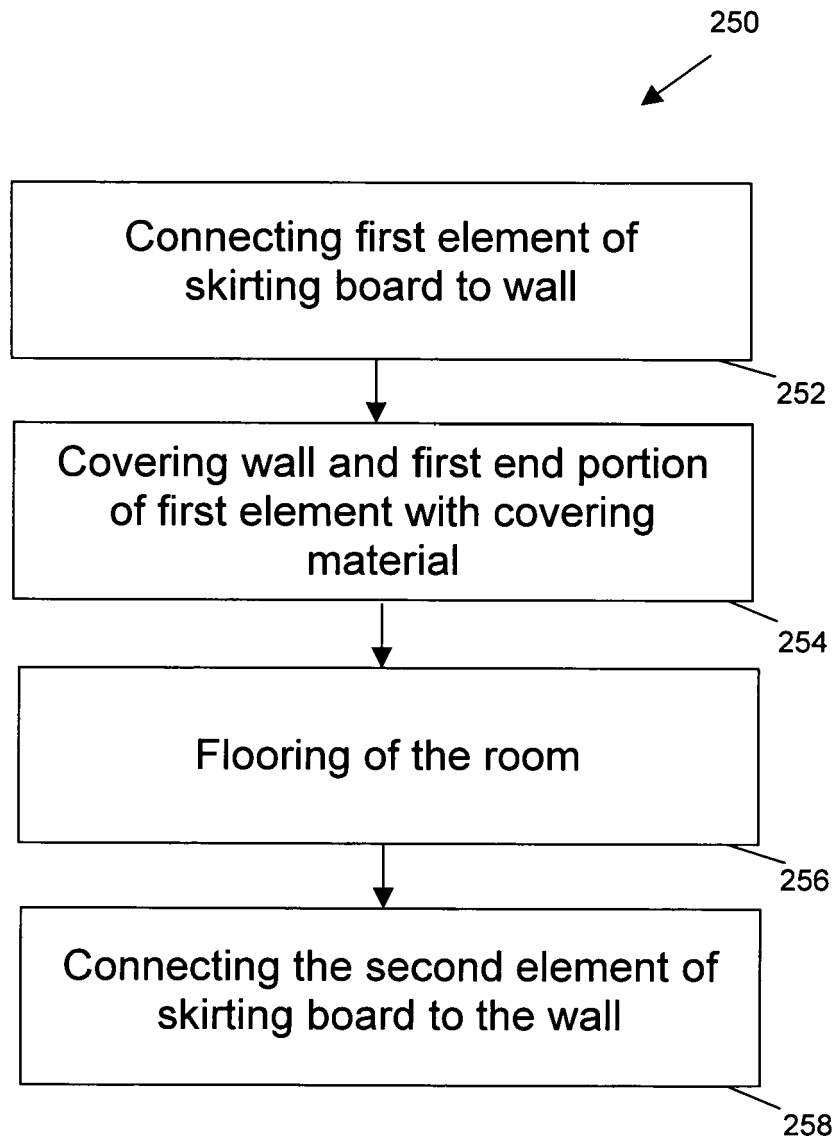 250
Connecting first element of
skirting board to wall
252
Covering wall and first end portion
of first element with covering
material
254
Flooring of the room
256
Connecting the second element of
skirting board to the wall
258